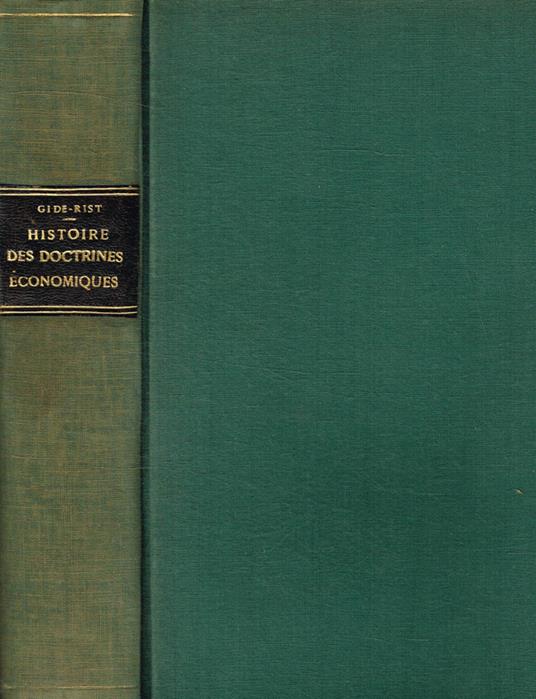 GIDE-RIST
HISTOIRE
DES DOCTRINES
ÉCONOMIQUES